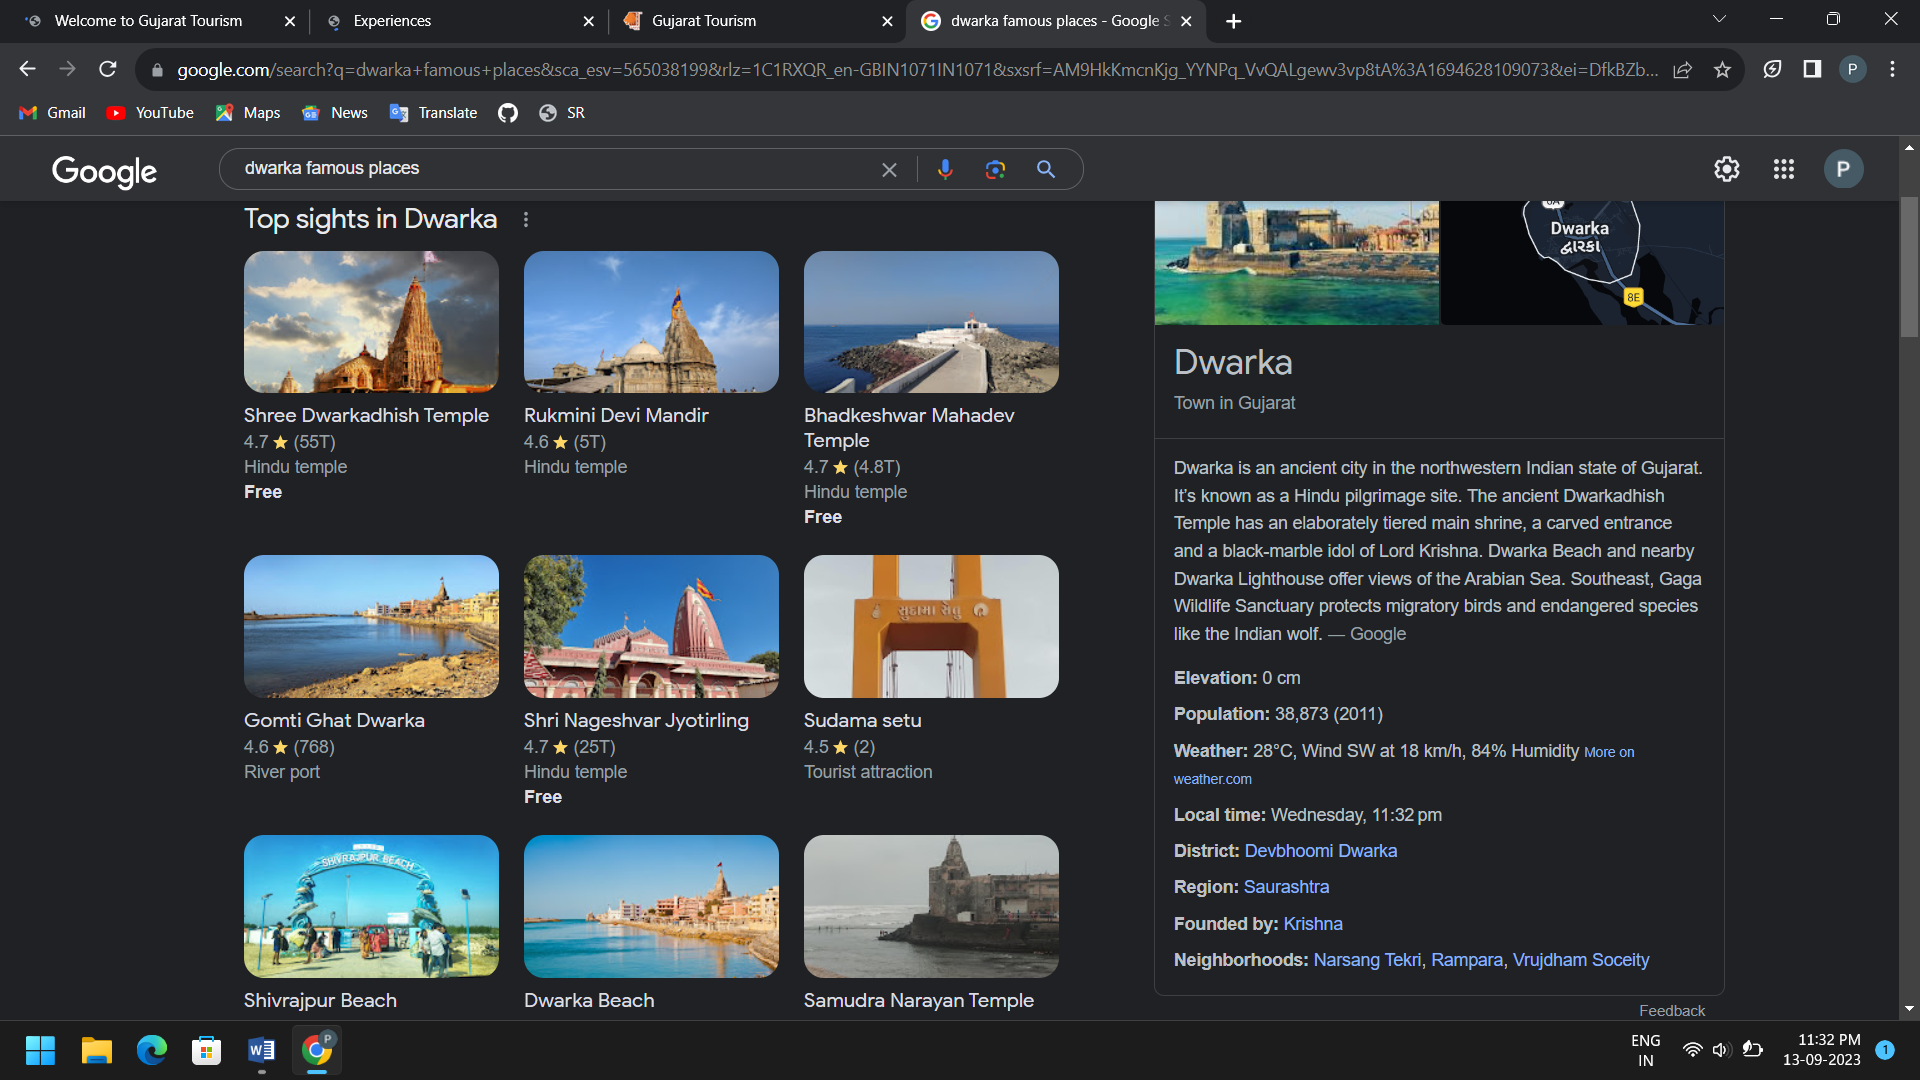 Welcome to Gujarat Tourism
Experiences
Gujarat Tourism
dwarka famous places - Google S
google.com/search?q=dwarka+famous+places&sca_esv=565038199&rlz=1C1RXQR_en-GBIN1071IN1071&sxsrf=AM9HkKmcnKjg_YYNPq_VvQALgewv3vp8tA%3A1694628109073&ei=DfkBZb...
P
Gmail
YouTube
Maps
News
Translate
SR
Google
dwarka famous places
P
Top sights in Dwarka
Shree Dwarkadhish Temple
4.7 ★ (55T)
Hindu temple
Free
Rukmini Devi Mandir
4.6 ★ (5T)
Hindu temple
Bhadkeshwar Mahadev
Temple
4.7 ★ (4.8T)
Hindu temple
Free
સુદામા સેતુ
Gomti Ghat Dwarka
4.6 ★ (768)
River port
Shri Nageshvar Jyotirling
4.7 ★ (25T)
Hindu temple
Free
Sudama setu
4.5 ★ (2)
Tourist attraction
SHIVRAJPUR BEACH
Shivrajpur Beach
Dwarka Beach
Samudra Narayan Temple
Dwarka
દ્વારકા
8E
Dwarka
Town in Gujarat
Dwarka is an ancient city in the northwestern Indian state of Gujarat.
It's known as a Hindu pilgrimage site. The ancient Dwarkadhish
Temple has an elaborately tiered main shrine, a carved entrance
and a black-marble idol of Lord Krishna. Dwarka Beach and nearby
Dwarka Lighthouse offer views of the Arabian Sea. Southeast, Gaga
Wildlife Sanctuary protects migratory birds and endangered species
like the Indian wolf. — Google
Elevation: 0 cm
Population: 38,873 (2011)
Weather: 28°C, Wind SW at 18 km/h, 84% Humidity More on
weather.com
Local time: Wednesday, 11:32 pm
District: Devbhoomi Dwarka
Region: Saurashtra
Founded by: Krishna
Neighborhoods: Narsang Tekri, Rampara, Vrujdham Soceity
Feedback
W
P
ENG
IN
11:32 PM
13-09-2023
1